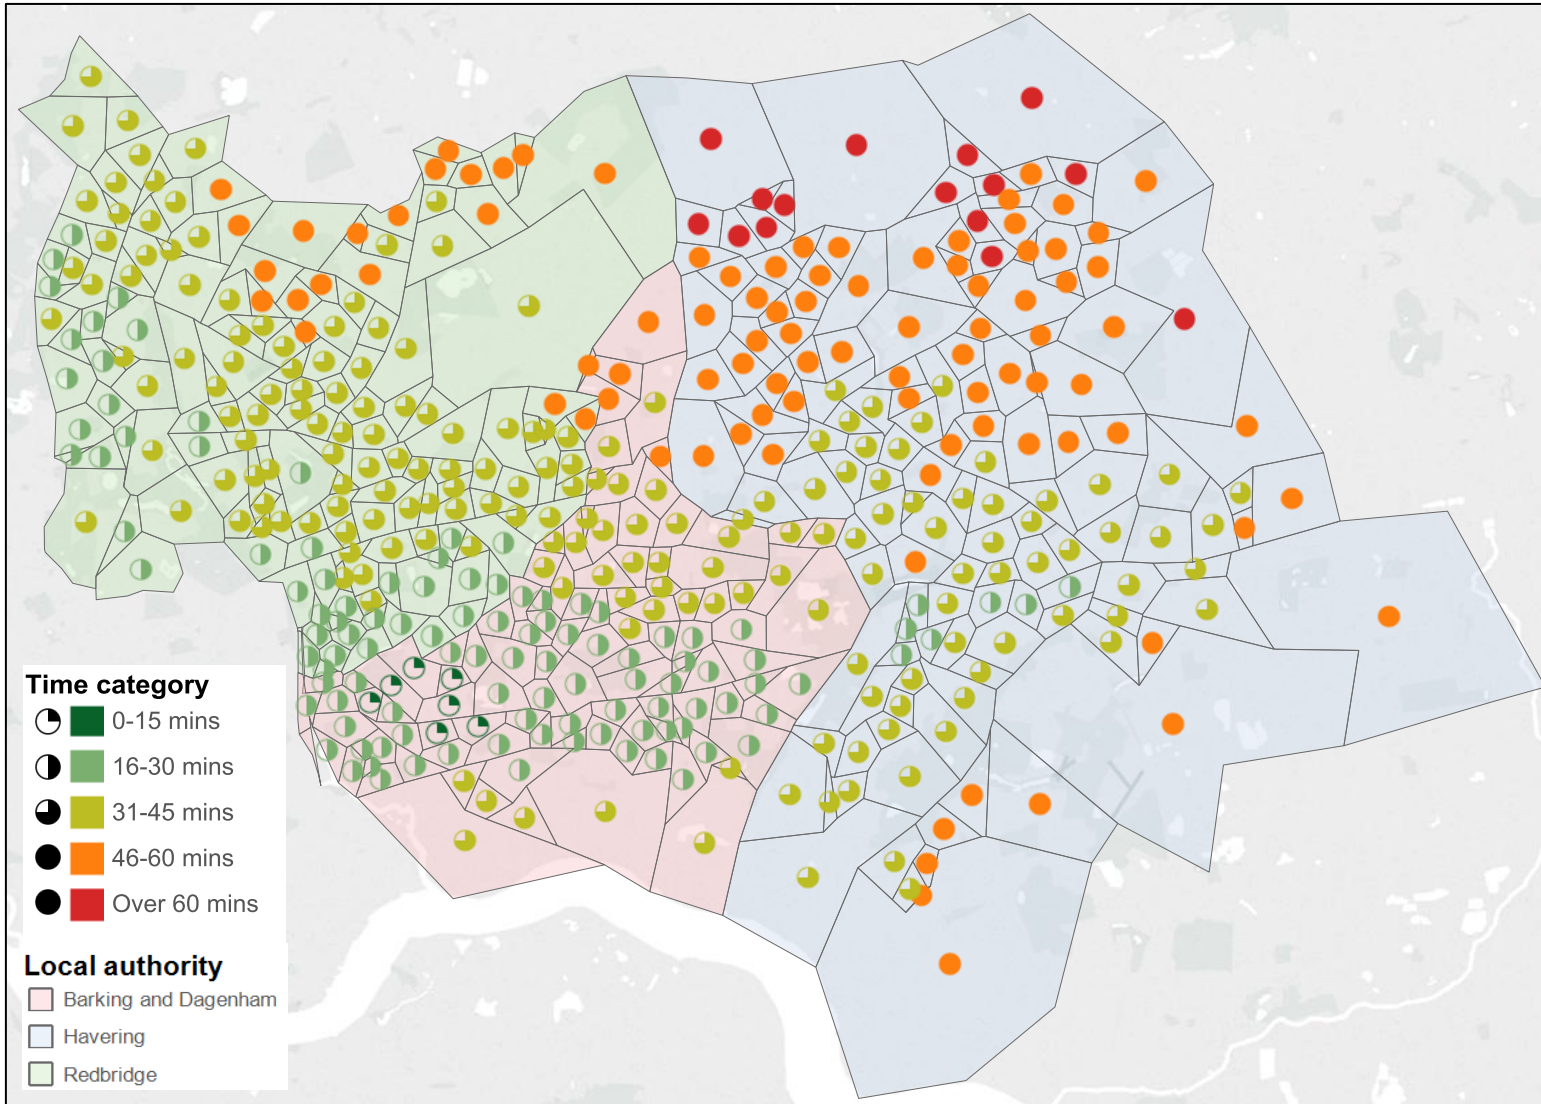 Time category
0-15 mins
16-30 mins
31-45 mins
46-60 mins
Over 60 mins
Local authority
Barking and Dagenham
Havering
Redbridge